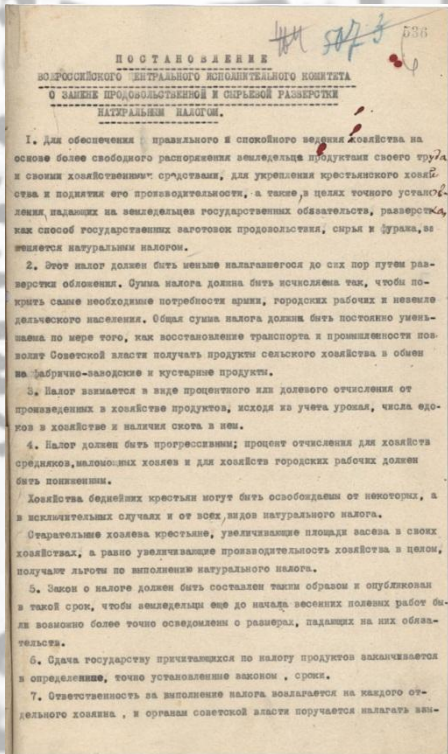 536
507 3
ПОСТАНОВЛЕНИЕ
ВСЕРОССИЙСКОГО ЦЕНТРАЛЬНОГО ИСПОЛНИТЕЛЬНОГО КОМИТЕТА
О ЗАМЕНЕ ПРОДОВОЛЬСТВЕННОЙ И СЫРЬЕВОЙ РАЗВЕРСТКИ
НАТУРАЛЬНЫМ НАЛОГОМ.
1. Для обеспечения правильного и спокойного ведения хозяйства на
основе более свободного распоряжения земледельца продуктами своего труда
и своими хозяйственными средствами, для укрепления крестьянского хозяй
ства и поднятия его производительности, а также, в целях точного установ-
ления, падающих на земледельцев государственных обязательств, разверстка,
как способ государственных заготовок продовольствия, сырья и фуража, за
меняется натуральным налогом.
2. Этот налог должен быть меньше налагавшегося до сих пор путем раз-
верстки обложения. Сумма налога должна быть исчисляема так, чтобы по-
крыть самые необходимые потребности армии, городских рабочих и неземле
дельческого населения. Общая сумма налога должна быть постоянно умень-
шаема по мере того, как восстановление транспорта и промышленности поз-
волит Советской власти получать продукты сельского хозяйства в обмен
на фабрично-заводские и кустарные продукты.
3. Налог взимается в виде процентного или долевого отчисления от
произведенных в хозяйстве продуктов, исходя из учета урожая, числа едо-
ков в хозяйстве и наличия скота в нем.
4. Налог должен быть прогрессивным; процент отчисления для хозяйств
средняков, маломощных хозяев и для хозяйств городских рабочих должен
быть пониженным.
Хозяйства беднейших крестьян могут быть освобождаемы от некоторых, а
в исключительных случаях и от всех, видов натурального налога.
Старательные хозяева крестьяне, увеличивающие площади засева в своих
хозяйствах, а равно увеличивающие производительность хозяйства в целом,
получают льготы по выполнению натурального налога.
5. Закон о налоге должен быть составлен таким образом и опубликован
в такой срок, чтобы земледельцы еще до начала весенних полевых работ бы-
ли возможно более точно осведомлены о размерах, падающих на них обяза-
тельств.
6. Сдача государству причитающихся по налогу продуктов заканчивается
в определенные, точно установленные законом , сроки.
7. Ответственность за выполнение налога возлагается на каждого от-
дельного хозяина , и органам советской власти поручается налагать взы-